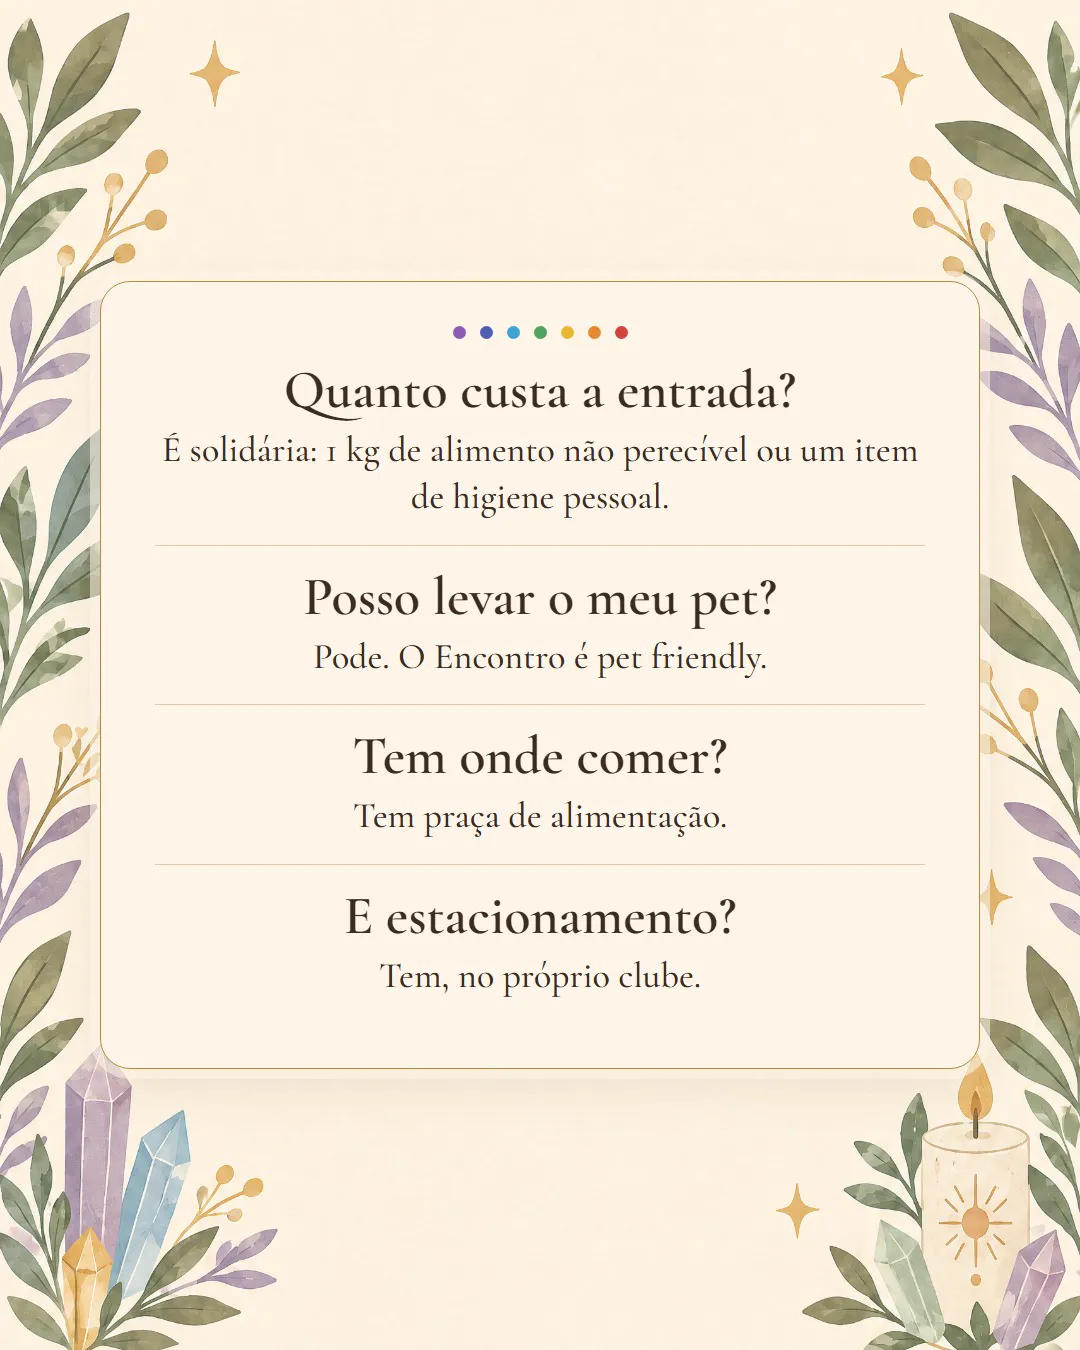 Quanto custa a entrada?
É solidária: 1 kg de alimento não perecível ou um item
de higiene pessoal.
Posso levar o meu pet?
Pode. O Encontro é pet friendly.
Tem onde comer?
Tem praça de alimentação.
E estacionamento?
Tem, no próprio clube.